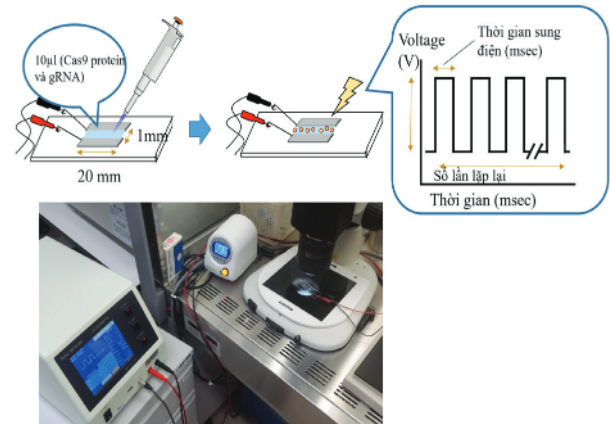 10µl (Cas9 protein
và gRNA)
1mm
20 mm
Voltage
(V)
Thời gian sung
điện (msec)
Số lần lặp lại
Thời gian (msec)